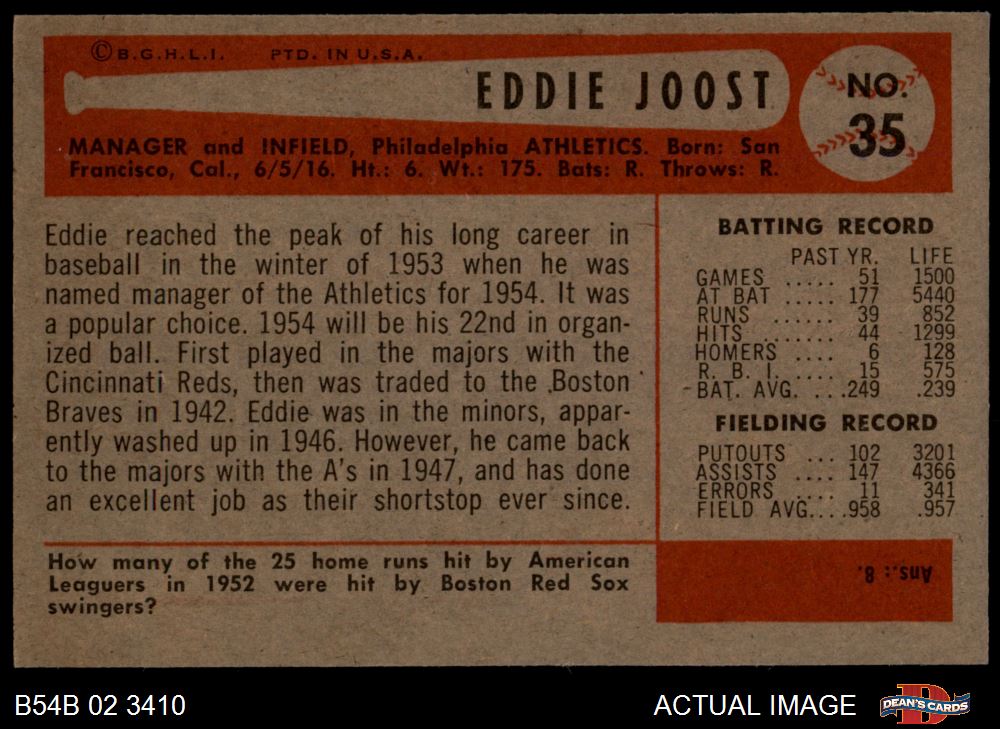 ©B.G.H.L.I. PTD. IN U.S.A.
EDDIE JOOST
NO.
35
MANAGER and INFIELD, Philadelphia ATHLETICS. Born: San
Francisco, Cal., 6/5/16. Ht.: 6. Wt.: 175. Bats: R. Throws: R.
Eddie reached the peak of his long career in
baseball in the winter of 1953 when he was
named manager of the Athletics for 1954. It was
a popular choice. 1954 will be his 22nd in organ-
ized ball. First played in the majors with the
Cincinnati Reds, then was traded to the Boston
Braves in 1942. Eddie was in the minors, appar-
ently washed up in 1946. However, he came back
to the majors with the A's in 1947, and has done
an excellent job as their shortstop ever since.
BATTING RECORD
PAST YR. LIFE
GAMES ..... 51 1500
AT BAT ..... 177 5440
RUNS ...... 39 852
HITS ...... 44 1299
HOMERS .... 6 128
R. B. I. .... 15 575
BAT. AVG. ...249 .239
FIELDING RECORD
PUTOUTS ... 102 3201
ASSISTS .... 147 4366
ERRORS .... 11 341
FIELD AVG....958 .957
How many of the 25 home runs hit by American
Leaguers in 1952 were hit by Boston Red Sox
swingers?
Ans.: 8.
B54B 02 3410
ACTUAL IMAGE
DEAN'S CARDS